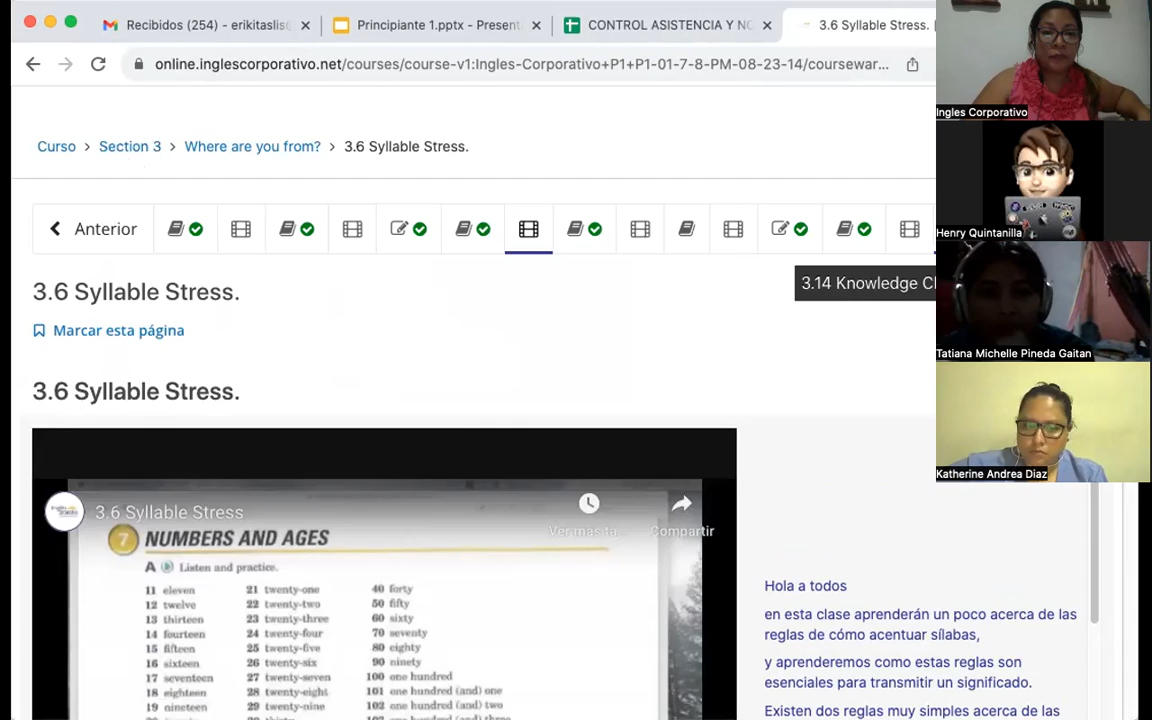 Recibidos (254) - erikitaslis
Principiante 1.pptx - Present
CONTROL ASISTENCIA Y NO
3.6 Syllable Stress. |
online.inglescorporativo.net/courses/course-v1:Ingles-Corporativo+P1+P1-01-7-8-PM-08-23-14/coursewar...
Curso > Section 3 > Where are you from? > 3.6 Syllable Stress.
Anterior
3.6 Syllable Stress.
3.14 Knowledge C
Marcar esta página
3.6 Syllable Stress.
3.6 Syllable Stress
Ver más ta...
Compartir
7 NUMBERS AND AGES
A Listen and practice.
11 eleven 21 twenty-one 40 forty
12 twelve 22 twenty-two 50 fifty
13 thirteen 23 twenty-three 60 sixty
14 fourteen 24 twenty-four 70 seventy
15 fifteen 25 twenty-five 80 eighty
16 sixteen 26 twenty-six 90 ninety
17 seventeen 27 twenty-seven 100 one hundred
18 eighteen 28 twenty-eight 101 one hundred (and) one
19 nineteen 29 twenty-nine 102 one hundred (and) two
Hola a todos
en esta clase aprenderán un poco acerca de las
reglas de cómo acentuar sílabas,
y aprenderemos como estas reglas son
esenciales para transmitir un significado.
Existen dos reglas muy simples acerca de las
Ingles Corporativo
Henry Quintanilla
Tatiana Michelle Pineda Gaitan
Katherine Andrea Diaz